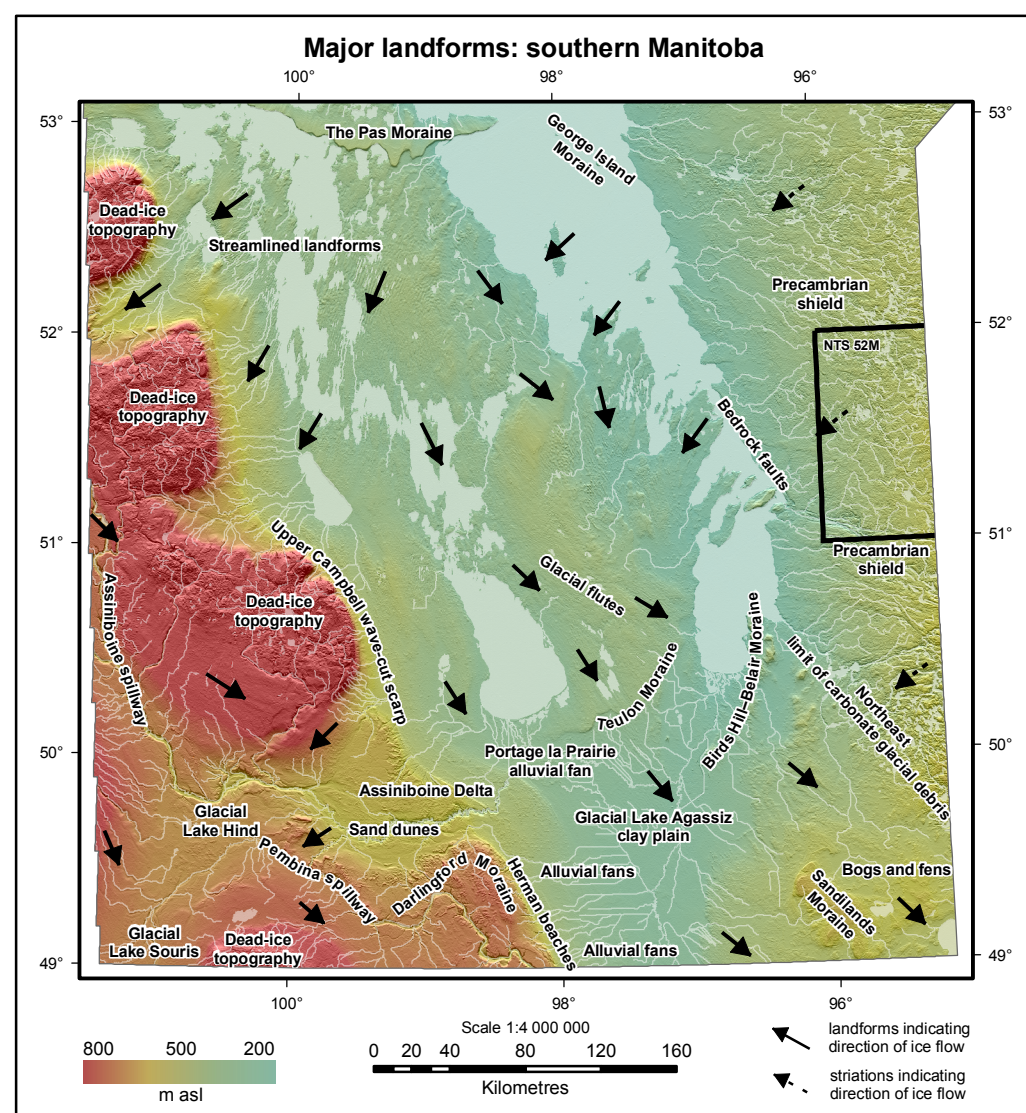 Major landforms: southern Manitoba
100°
98°
96°
53°
53°
The Pas Moraine
George Island
Moraine
Dead-ice
topography
Streamlined landforms
Precambrian
shield
52°
52°
NTS 52M
Dead-ice
topography
Bedrock faults
51°
51°
Upper Campbell wave-cut scarp
Glacial flutes
Precambrian
shield
Assiniboine spillway
Dead-ice
topography
Teulon Moraine
Birds Hill–Belair Moraine
Northeast
limit of carbonate glacial debris
50°
50°
Portage la Prairie
alluvial fan
Assiniboine Delta
Glacial
Lake Hind
Sand dunes
Glacial Lake Agassiz
clay plain
Pembina spillway
Darlingford
Moraine
Herman beaches
Alluvial fans
Bogs and fens
Sandilands
Moraine
Glacial
Lake Souris
Dead-ice
topography
Alluvial fans
49°
49°
100°
98°
96°
800
500
200
m asl
Scale 1:4 000 000
0
20
40
80
120
160
Kilometres
landforms indicating
direction of ice flow
striations indicating
direction of ice flow